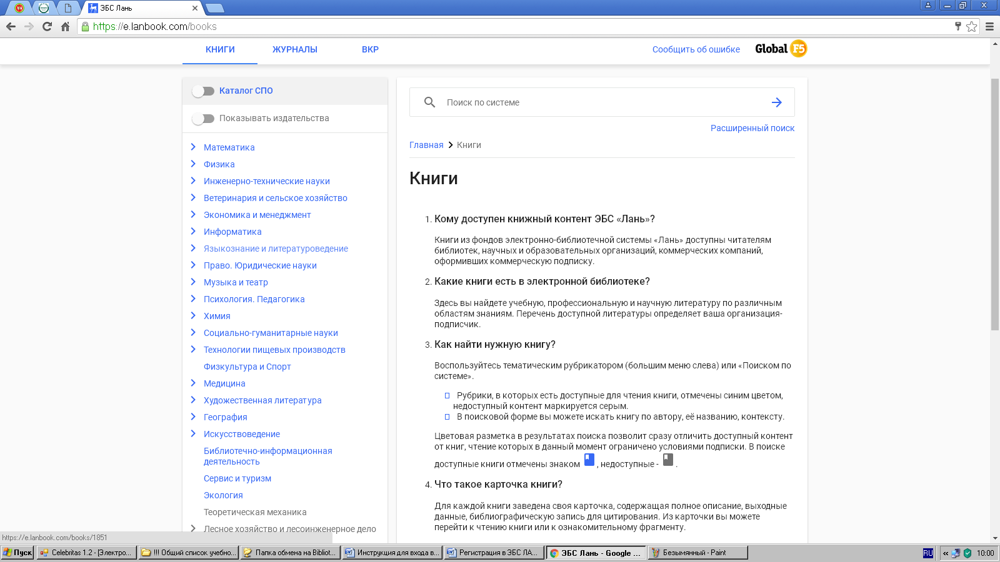 ЭБС Лань
https://e.lanbook.com/books
КНИГИ ЖУРНАЛЫ ВКР Сообщить об ошибке Global F5
Каталог СПО
Показывать издательства
Математика
Физика
Инженерно-технические науки
Ветеринария и сельское хозяйство
Экономика и менеджмент
Информатика
Языкознание и литературоведение
Право. Юридические науки
Музыка и театр
Психология. Педагогика
Химия
Социально-гуманитарные науки
Технологии пищевых производств
Физкультура и Спорт
Медицина
Художественная литература
География
Искусствоведение
Библиотечно-информационная
деятельность
Сервис и туризм
Экология
Теоретическая механика
Лесное хозяйство и лесоинженерное дело
Поиск по системе
Расширенный поиск
Главная Книги
Книги
1. Кому доступен книжный контент ЭБС «Лань»?
Книги из фондов электронно-библиотечной системы «Лань» доступны читателям
библиотек, научных и образовательных организаций, коммерческих компаний,
оформивших коммерческую подписку.
2. Какие книги есть в электронной библиотеке?
Здесь вы найдете учебную, профессиональную и научную литературу по различным
областям знаниям. Перечень доступной литературы определяет ваша организация-
подписчик.
3. Как найти нужную книгу?
Воспользуйтесь тематическим рубрикатором (большим меню слева) или «Поиском по
системе».
Рубрики, в которых есть доступные для чтения книги, отмечены синим цветом,
недоступный контент маркируется серым.
В поисковой форме вы можете искать книгу по автору, её названию, контексту.
Цветовая разметка в результатах поиска позволит сразу отличить доступный контент
от книг, чтение которых в данный момент ограничено условиями подписки. В поиске
доступные книги отмечены знаком , недоступные - .
4. Что такое карточка книги?
Для каждой книги заведена своя карточка, содержащая полное описание, выходные
данные, библиографическую запись для цитирования. Из карточки вы можете
перейти к чтению книги или к ознакомительному фрагменту.
https://e.lanbook.com/books/1851
Пуск Celebritas 1.2 - [Электро... !!! Общий список учебно... Папка обмена на Bibliot... Инструкция для входа в... Регистрация в ЭБС ЛА... ЭБС Лань - Google ... Безымянный - Paint RU « 10:00